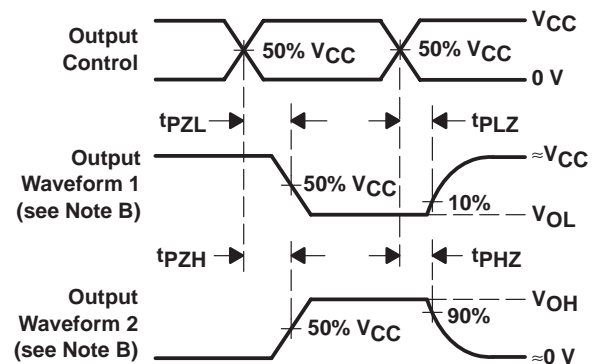 Output
Control
50% VCC
50% VCC
VCC
0 V
tPZL
tPLZ
Output
Waveform 1
(see Note B)
50% VCC
10%
≈VCC
VOL
tPZH
tPHZ
Output
Waveform 2
(see Note B)
50% VCC
90%
VOH
≈0 V